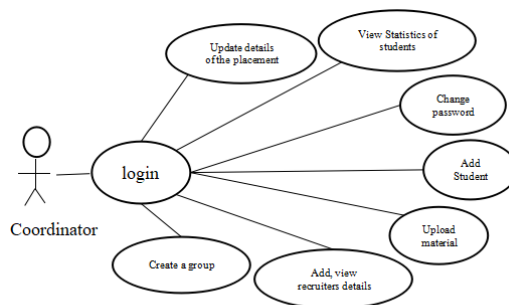 View Statistics of
students
Update details
of the placement
Change
password
login
Add
Student
Coordinator
Upload
material
Create a group
Add, view
recruiters details